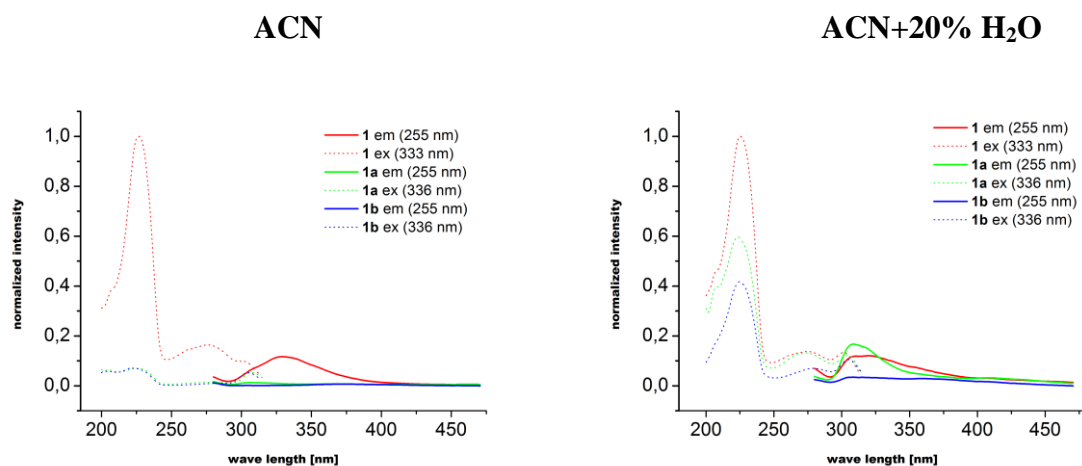 ACN
ACN+20% H₂O
1,0
0,8
0,6
0,4
0,2
0,0
normalized intensity
200 250 300 350 400 450
wave length [nm]
1 em (255 nm)
1 ex (333 nm)
1a em (255 nm)
1a ex (336 nm)
1b em (255 nm)
1b ex (336 nm)
1,0
0,8
0,6
0,4
0,2
0,0
normalized intensity
200 250 300 350 400 450
wave length [nm]
1 em (255 nm)
1 ex (333 nm)
1a em (255 nm)
1a ex (336 nm)
1b em (255 nm)
1b ex (336 nm)